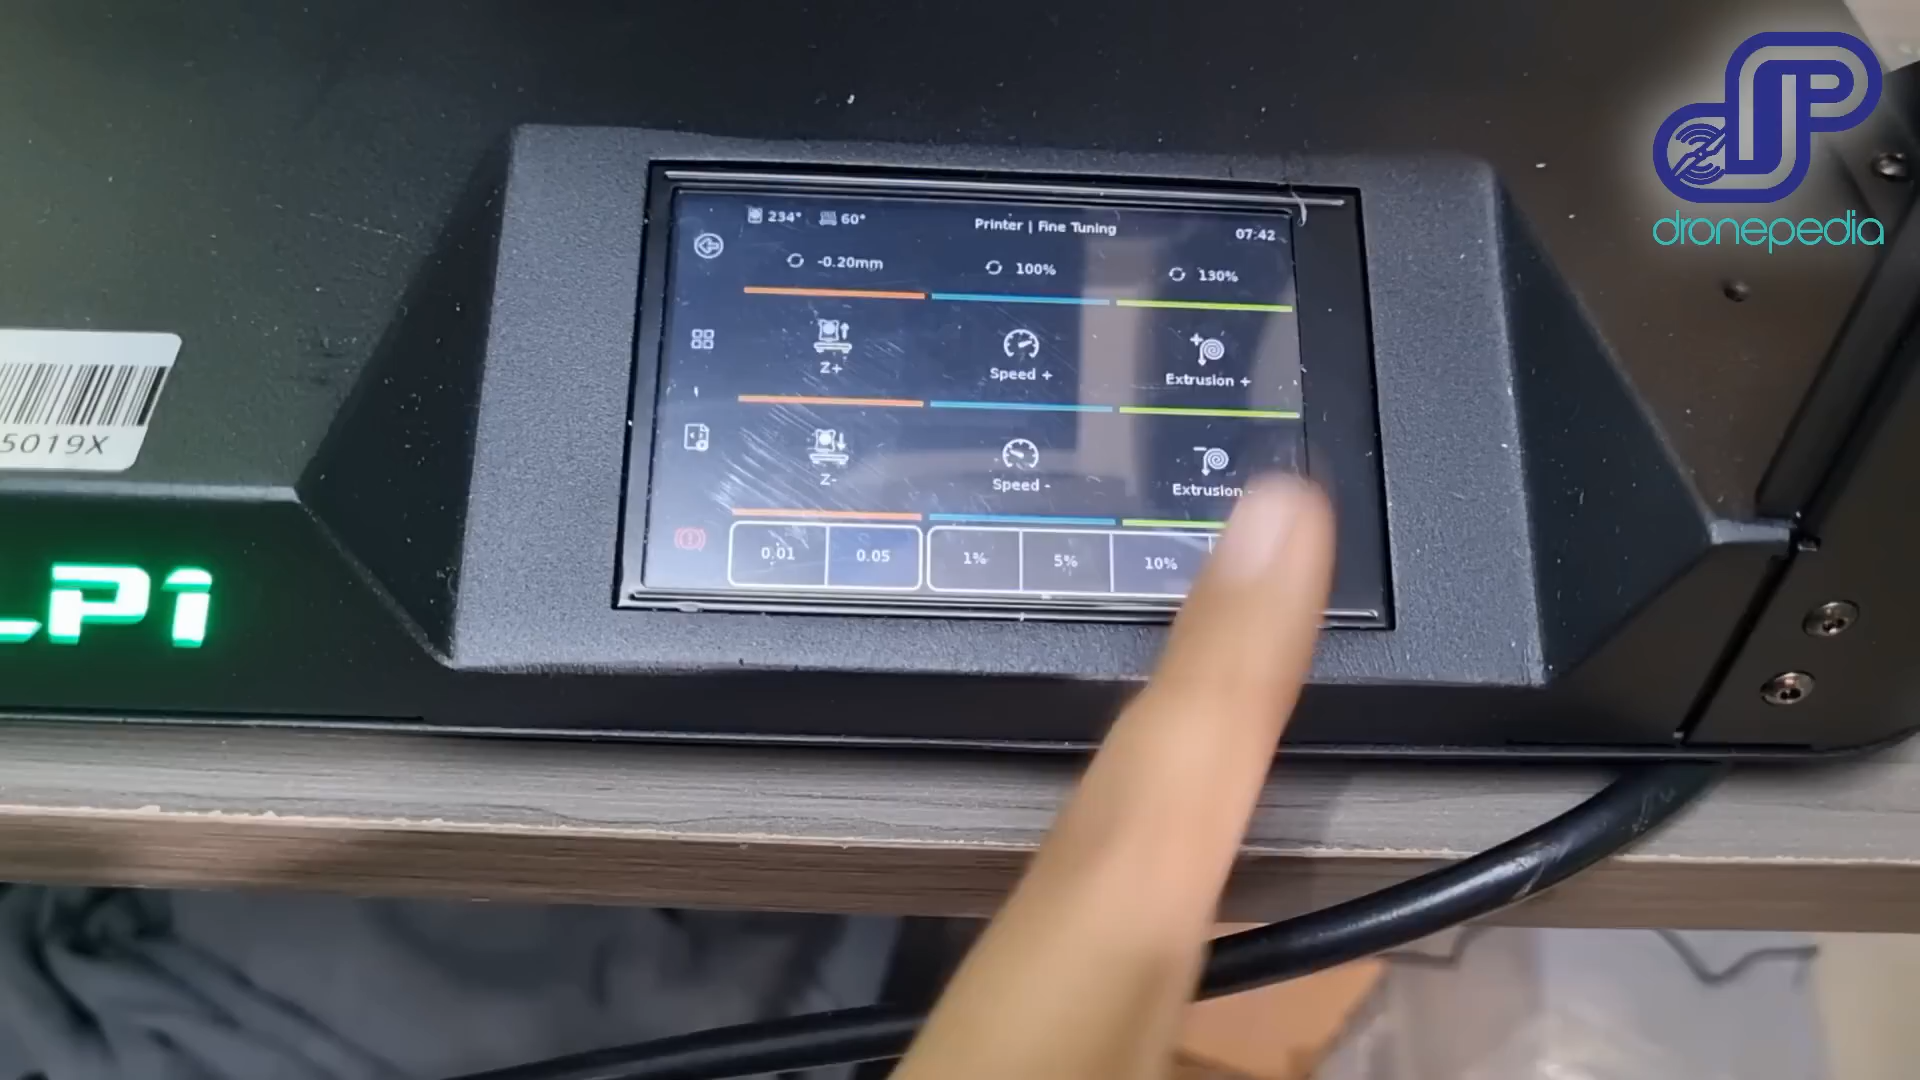 dronepedia
234° 60° Printer | Fine Tuning 07:42
-0.20mm 100% 130%
Z+ Speed + Extrusion +
Z- Speed - Extrusion -
0.01 0.05 1% 5% 10%
5019X
LP1